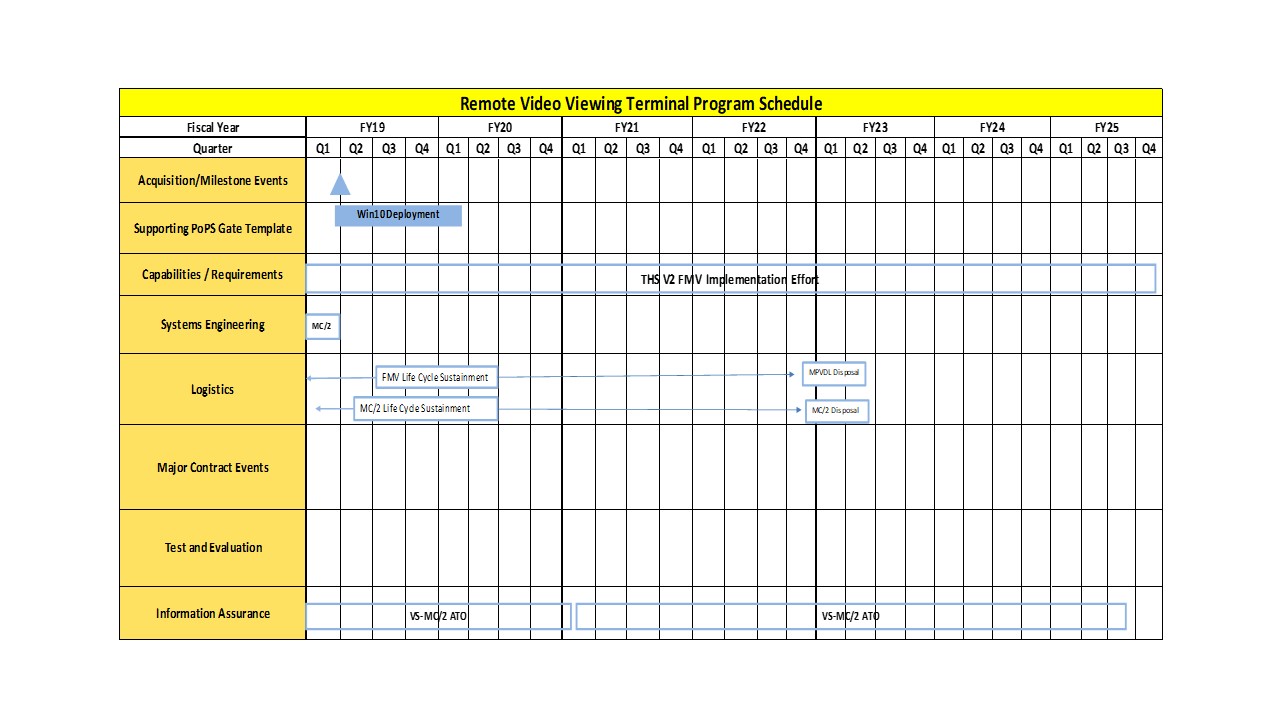 Remote Video Viewing Terminal Program Schedule
Fiscal Year FY19 FY20 FY21 FY22 FY23 FY24 FY25
Quarter Q1 Q2 Q3 Q4 Q1 Q2 Q3 Q4 Q1 Q2 Q3 Q4 Q1 Q2 Q3 Q4 Q1 Q2 Q3 Q4 Q1 Q2 Q3 Q4 Q1 Q2 Q3 Q4
Acquisition/Milestone Events
Supporting PoPS Gate Template
Win10 Deployment
Capabilities / Requirements
THS V2 FMV Implementation Effort
Systems Engineering
MC/2
Logistics
FMV Life Cycle Sustainment
MPVDL Disposal
MC/2 Life Cycle Sustainment
MC/2 Disposal
Major Contract Events
Test and Evaluation
Information Assurance
VS-MC/2 ATO
VS-MC/2 ATO